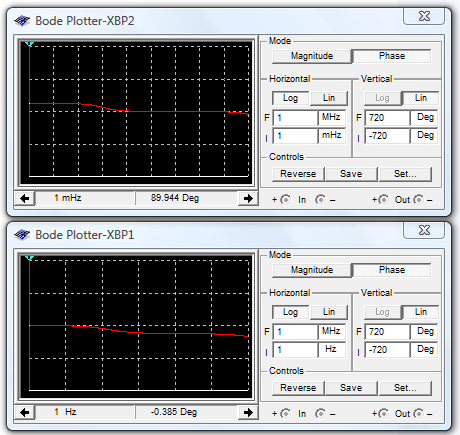 Bode Plotter-XBP2
Mode
Magnitude Phase
Horizontal Vertical
Log Lin Log Lin
F 1 MHz F 720 Deg
I 1 mHz I -720 Deg
Controls
Reverse Save Set...
1 mHz 89.944 Deg
+ In − + Out −
Bode Plotter-XBP1
Mode
Magnitude Phase
Horizontal Vertical
Log Lin Log Lin
F 1 MHz F 720 Deg
I 1 Hz I -720 Deg
Controls
Reverse Save Set...
1 Hz -0.385 Deg
+ In − + Out −